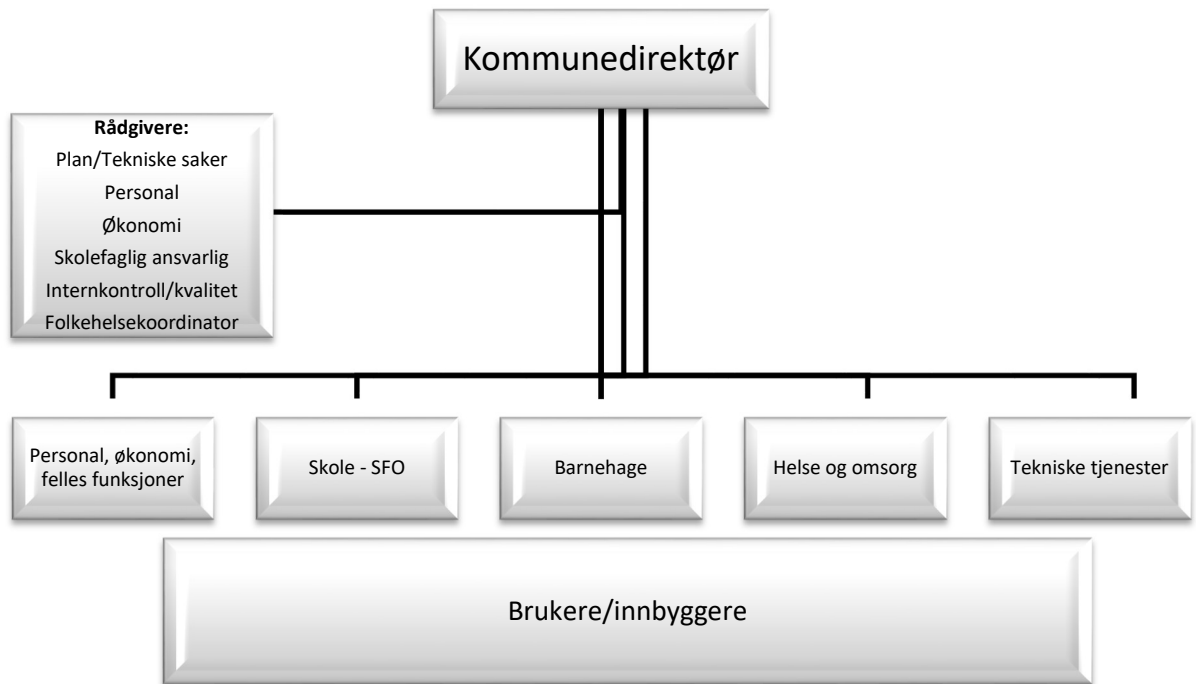 Kommunedirektør
Rådgivere:
Plan/Tekniske saker
Personal
Økonomi
Skolefaglig ansvarlig
Internkontroll/kvalitet
Folkehelsekoordinator
Personal, økonomi,
felles funksjoner
Skole - SFO
Barnehage
Helse og omsorg
Tekniske tjenester
Brukere/innbyggere